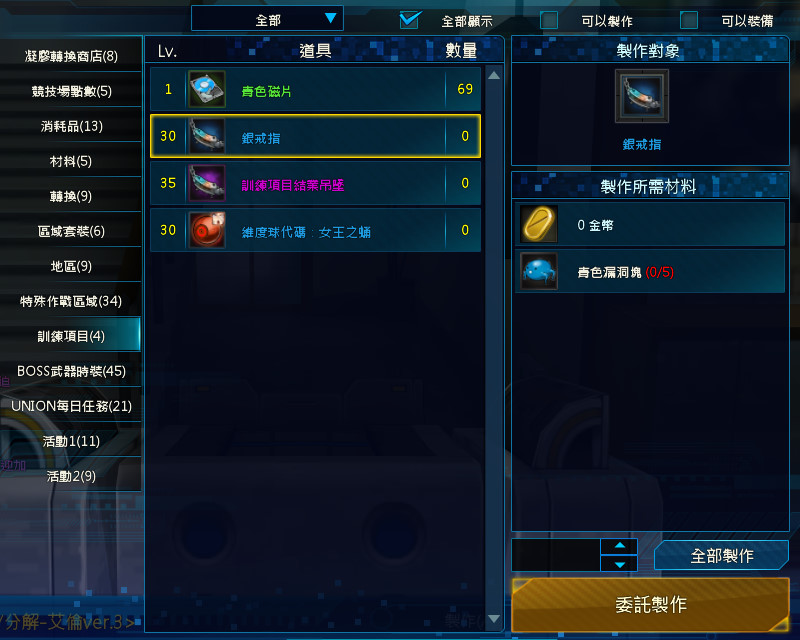 全部
全部顯示
可以製作
可以裝備
凝膠轉換商店(8)
競技場點數(5)
消耗品(13)
材料(5)
轉換(9)
區域套裝(6)
地區(9)
特殊作戰區域(34)
訓練項目(4)
BOSS武器時裝(45)
UNION每日任務(21)
活動1(11)
活動2(9)
Lv. 道具 數量
1 青色磁片 69
30 銀戒指 0
35 訓練項目結業吊墜 0
30 維度球代碼 : 女王之蛹 0
製作對象
銀戒指
製作所需材料
0 金幣
青色漏洞塊 (0/5)
全部製作
委託製作
/分解-艾倫ver.3>